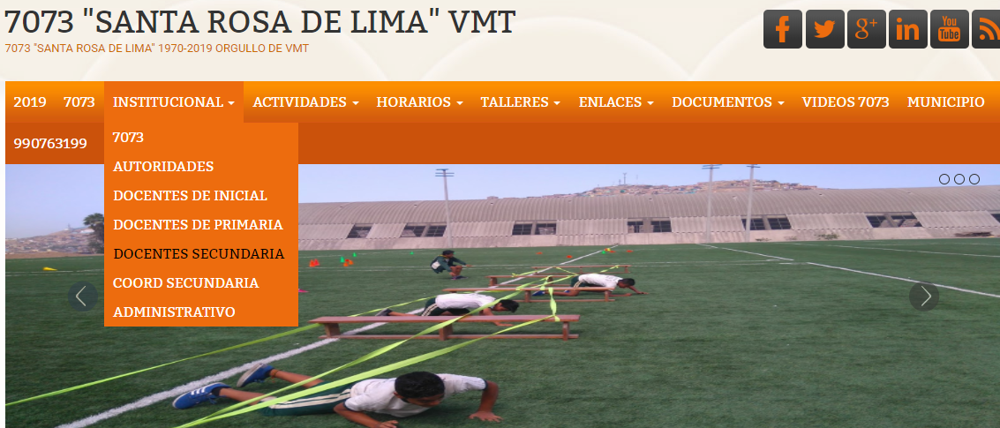 7073 "SANTA ROSA DE LIMA" VMT
7073 "SANTA ROSA DE LIMA" 1970-2019 ORGULLO DE VMT
g+ in You Tube
2019 7073 INSTITUCIONAL ACTIVIDADES HORARIOS TALLERES ENLACES DOCUMENTOS VIDEOS 7073 MUNICIPIO
990763199
7073
AUTORIDADES
DOCENTES DE INICIAL
DOCENTES DE PRIMARIA
DOCENTES SECUNDARIA
COORD SECUNDARIA
ADMINISTRATIVO